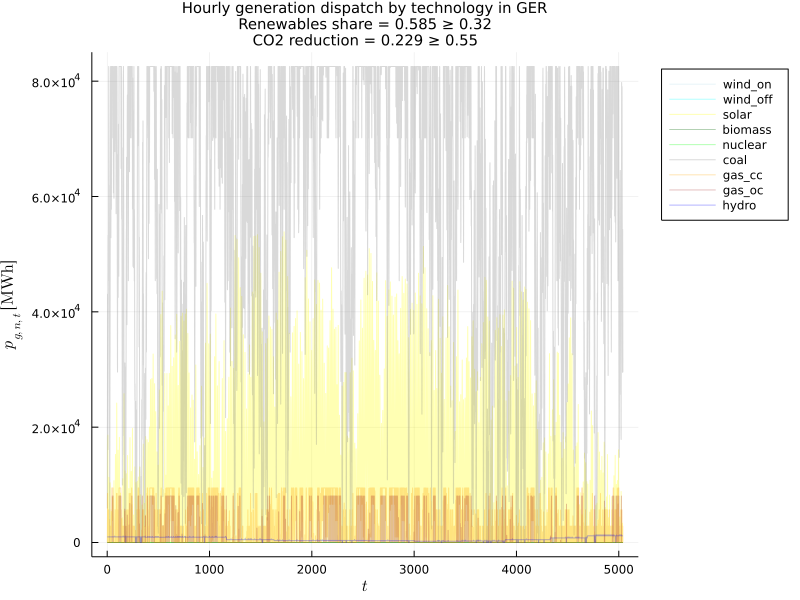 Hourly generation dispatch by technology in GER
Renewables share = 0.585 ≥ 0.32
CO2 reduction = 0.229 ≥ 0.55
8.0×10⁴
6.0×10⁴
4.0×10⁴
2.0×10⁴
0
p_{g,n,t} [MWh]
0 1000 2000 3000 4000 5000
t
wind_on
wind_off
solar
biomass
nuclear
coal
gas_cc
gas_oc
hydro